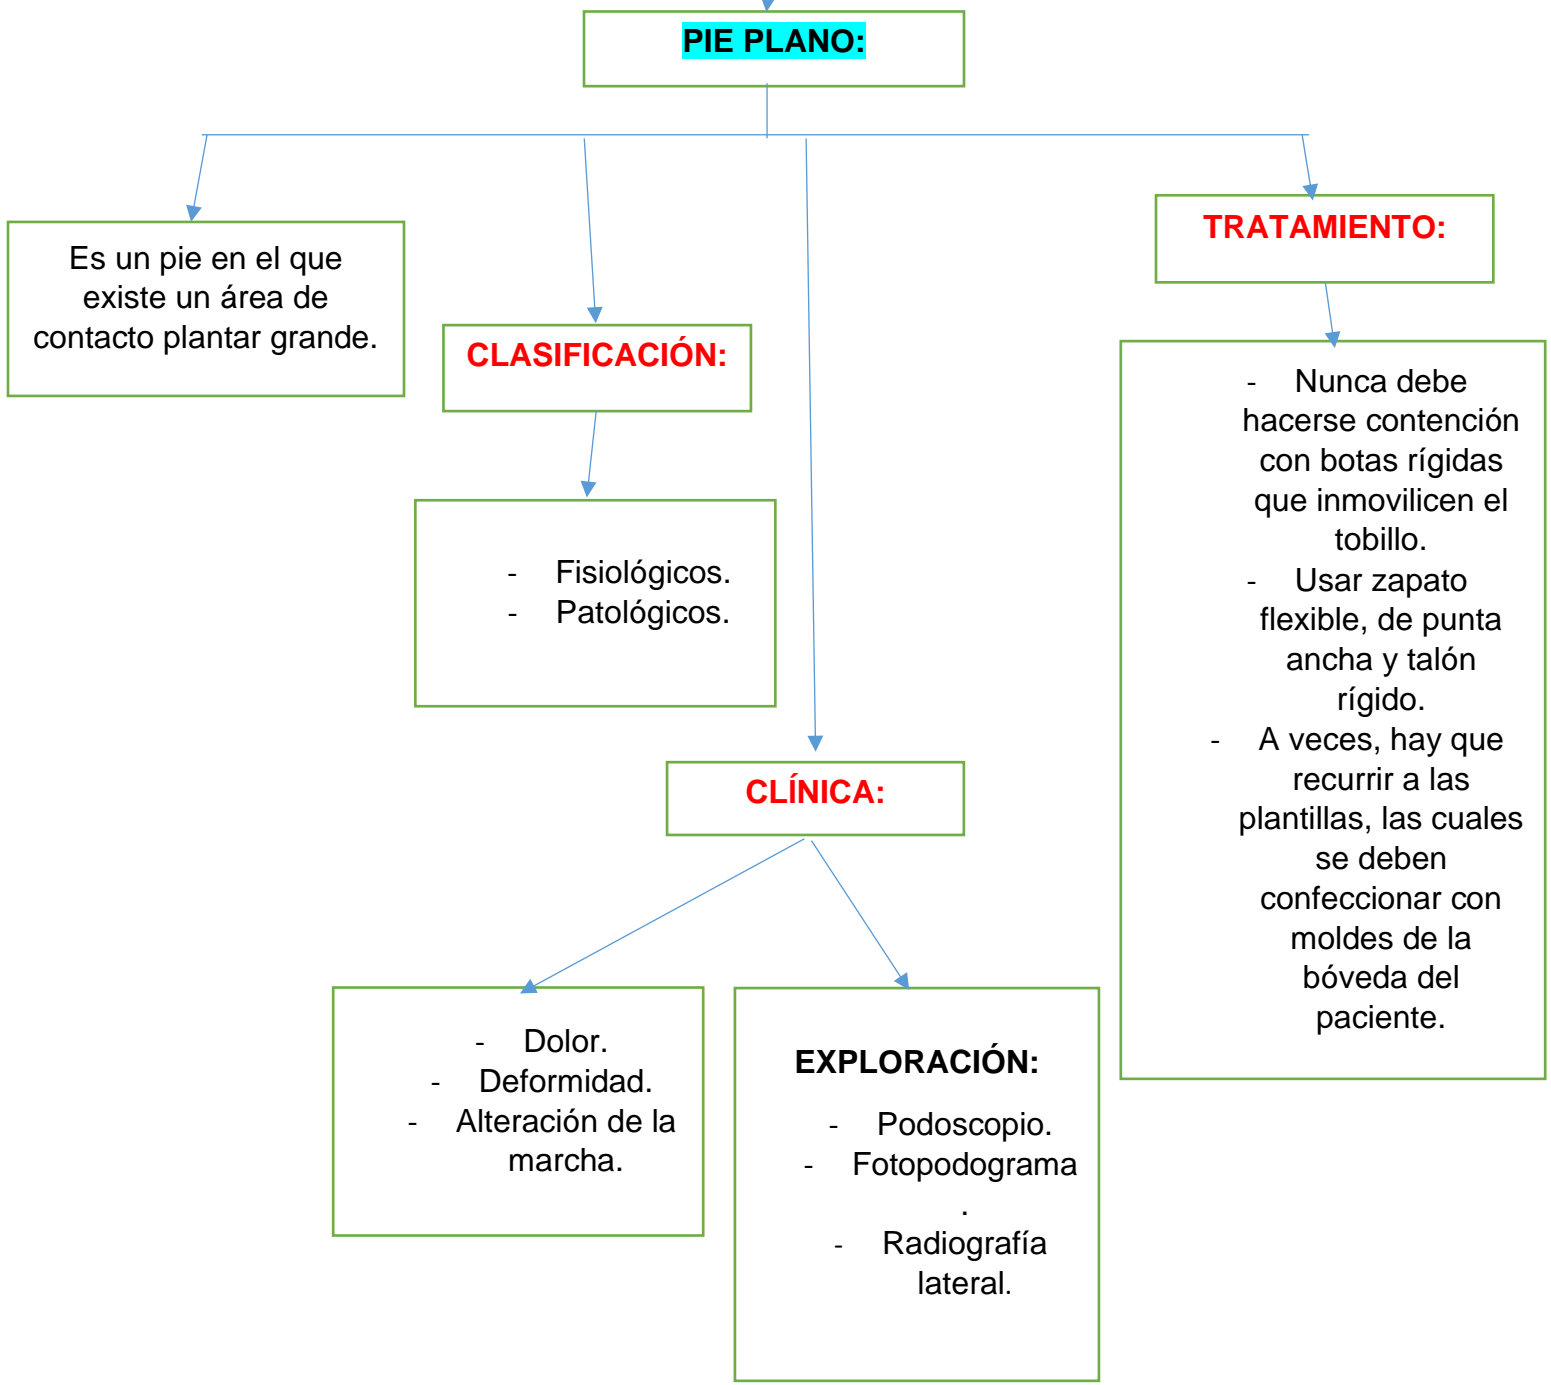 PIE PLANO:
Es un pie en el que
existe un área de
contacto plantar grande.
CLASIFICACIÓN:
- Fisiológicos.
- Patológicos.
CLÍNICA:
- Dolor.
- Deformidad.
- Alteración de la
marcha.
EXPLORACIÓN:
- Podoscopio.
- Fotopodograma
.
- Radiografía
lateral.
TRATAMIENTO:
- Nunca debe
hacerse contención
con botas rígidas
que inmovilicen el
tobillo.
- Usar zapato
flexible, de punta
ancha y talón
rígido.
- A veces, hay que
recurrir a las
plantillas, las cuales
se deben
confeccionar con
moldes de la
bóveda del
paciente.